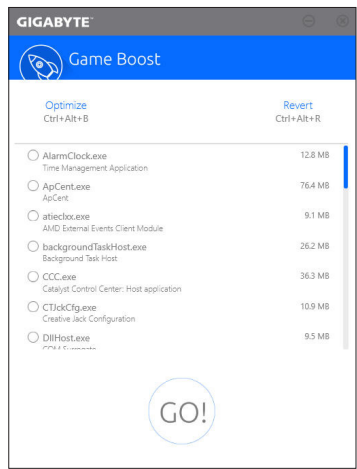 GIGABYTE™
Game Boost
Optimize Revert
Ctrl+Alt+B Ctrl+Alt+R
AlarmClock.exe 12.8 MB
Time Management Application
ApCent.exe 76.4 MB
ApCent
atieclxx.exe 9.1 MB
AMD External Events Client Module
backgroundTaskHost.exe 26.2 MB
Background Task Host
CCC.exe 36.3 MB
Catalyst Control Center: Host application
CTJckCfg.exe 10.9 MB
Creative Jack Configuration
DllHost.exe 9.5 MB
COM Surrogate
GO!